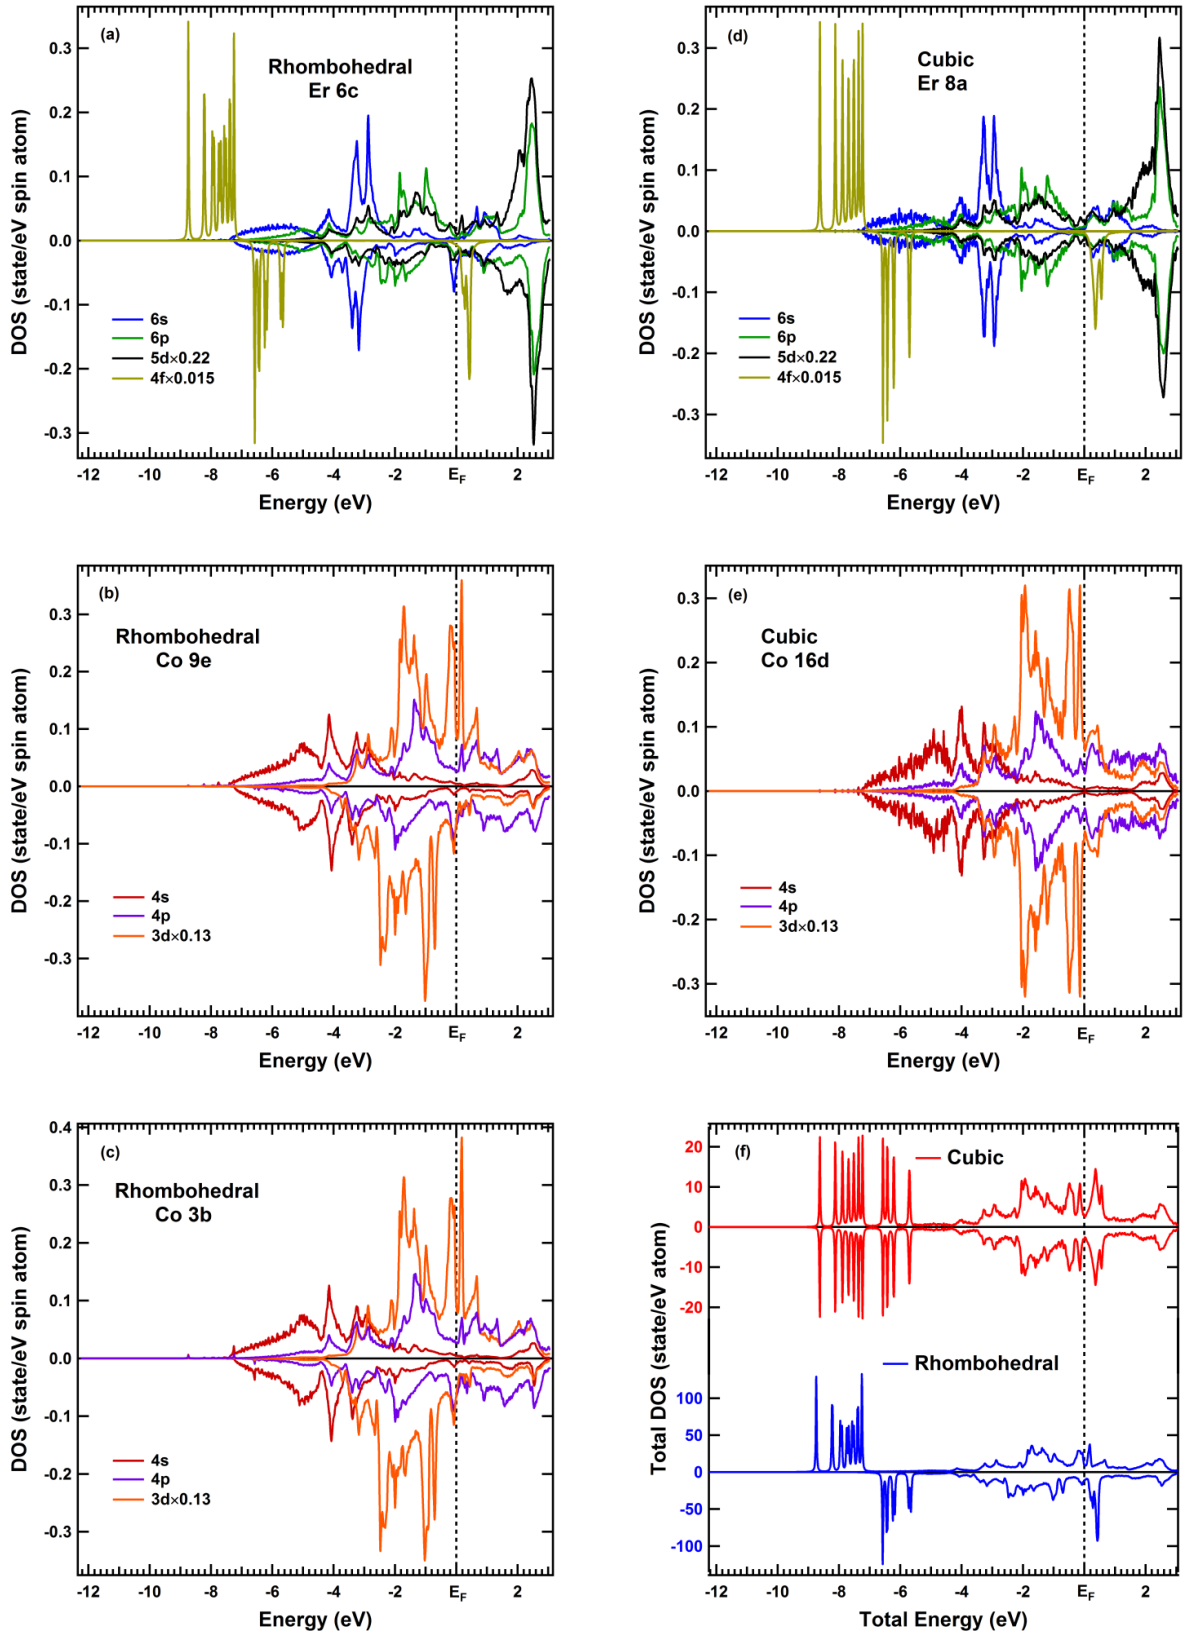 (a)
Rhombohedral
Er 6c
0.3
0.2
0.1
0.0
-0.1
-0.2
-0.3
DOS (state/eV spin atom)
6s
6p
5d×0.22
4f×0.015
-12
-10
-8
-6
-4
-2
E_F
2
Energy (eV)
(d)
Cubic
Er 8a
0.3
0.2
0.1
0.0
-0.1
-0.2
-0.3
DOS (state/eV spin atom)
6s
6p
5d×0.22
4f×0.015
-12
-10
-8
-6
-4
-2
E_F
2
Energy (eV)
(b)
Rhombohedral
Co 9e
0.3
0.2
0.1
0.0
-0.1
-0.2
-0.3
DOS (state/eV spin atom)
4s
4p
3d×0.13
-12
-10
-8
-6
-4
-2
E_F
2
Energy (eV)
(e)
Cubic
Co 16d
0.3
0.2
0.1
0.0
-0.1
-0.2
-0.3
DOS (state/eV spin atom)
4s
4p
3d×0.13
-12
-10
-8
-6
-4
-2
E_F
2
Energy (eV)
(c)
Rhombohedral
Co 3b
0.4
0.3
0.2
0.1
0.0
-0.1
-0.2
-0.3
DOS (state/eV spin atom)
4s
4p
3d×0.13
-12
-10
-8
-6
-4
-2
E_F
2
Energy (eV)
(f)
Cubic
20
10
0
-10
-20
Rhombohedral
100
50
0
-50
-100
Total DOS (state/eV atom)
-12
-10
-8
-6
-4
-2
E_F
2
Total Energy (eV)